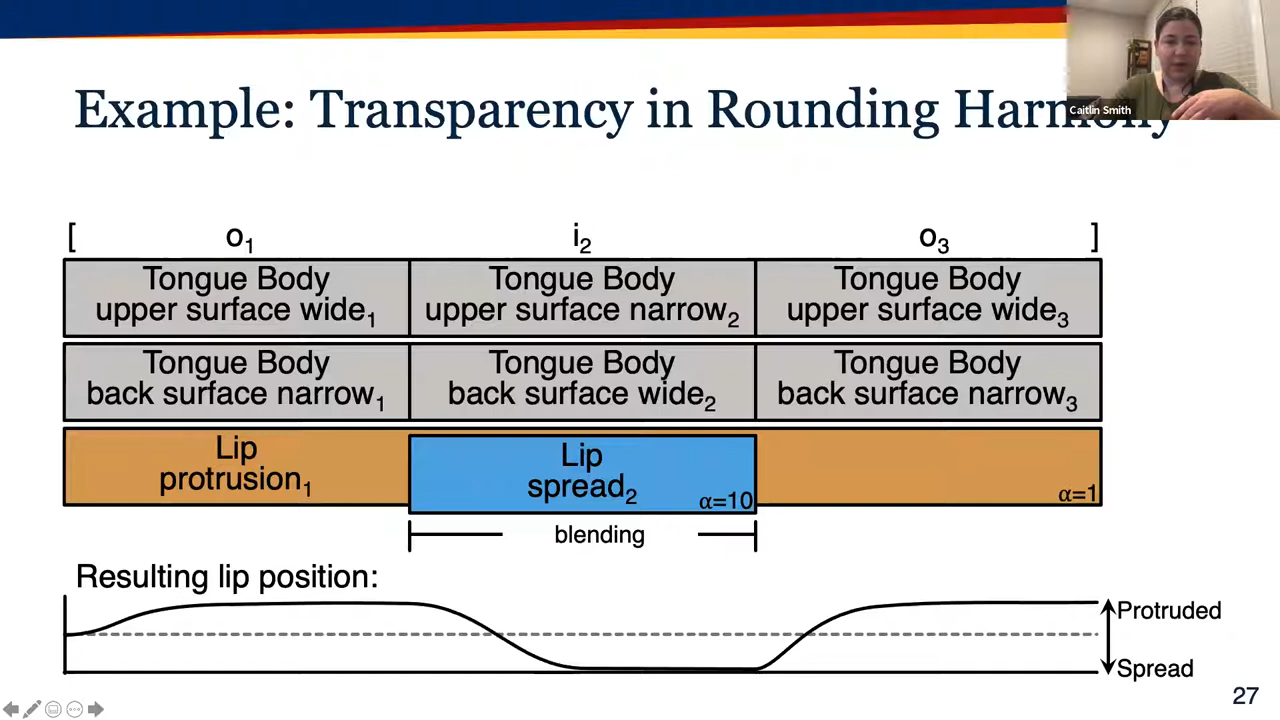 Caitlin Smith
Example: Transparency in Rounding Harmony
[ o₁ i₂ o₃ ]
Tongue Body
upper surface wide₁
Tongue Body
upper surface narrow₂
Tongue Body
upper surface wide₃
Tongue Body
back surface narrow₁
Tongue Body
back surface wide₂
Tongue Body
back surface narrow₃
Lip
protrusion₁
Lip
spread₂
α=10
α=1
blending
Resulting lip position:
Protruded
Spread
27